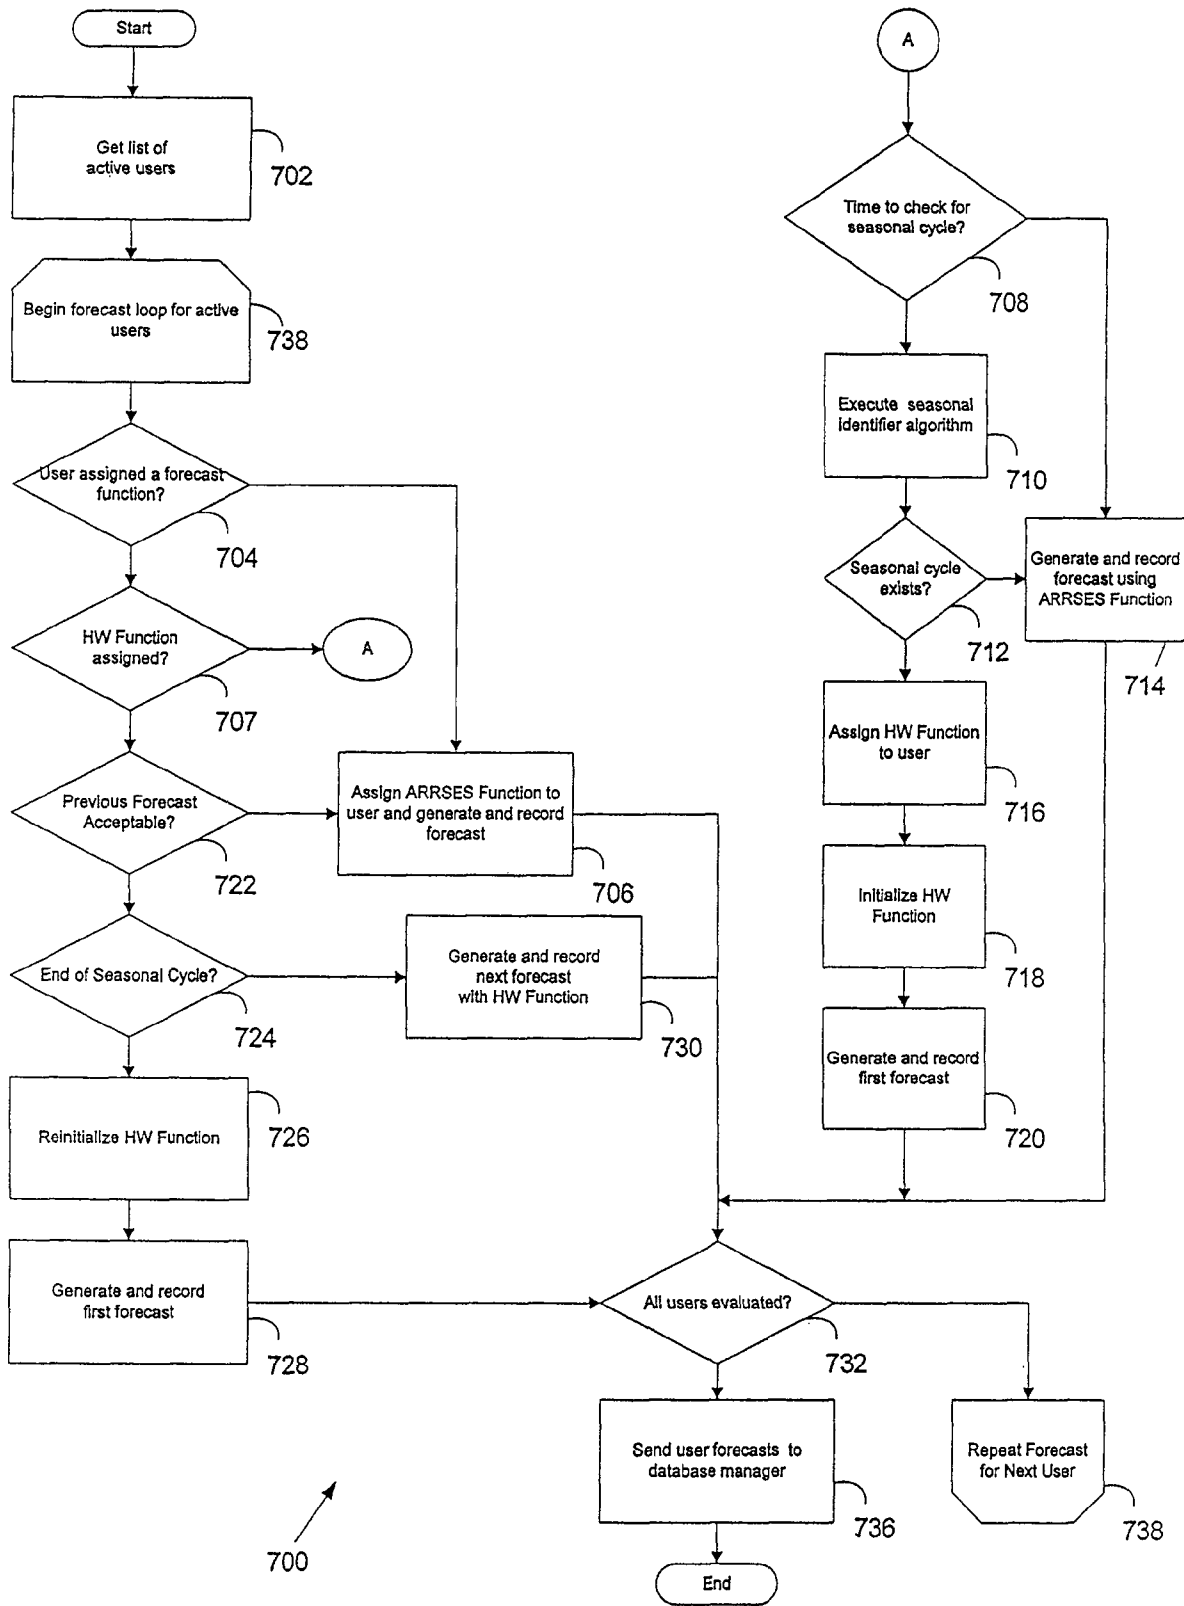 Start
Get list of
active users
702
Begin forecast loop for active
users
738
User assigned a forecast
function?
704
HW Function
assigned?
A
707
Previous Forecast
Acceptable?
722
Assign ARRSES Function to
user and generate and record
forecast
706
End of Seasonal Cycle?
724
Generate and record
next forecast
with HW Function
730
Reinitialize HW Function
726
Generate and record
first forecast
728
A
Time to check for
seasonal cycle?
708
Execute seasonal
identifier algorithm
710
Seasonal cycle
exists?
712
Generate and record
forecast using
ARRSES Function
714
Assign HW Function
to user
716
Initialize HW
Function
718
Generate and record
first forecast
720
All users evaluated?
732
Send user forecasts to
database manager
736
Repeat Forecast
for Next User
738
End
700